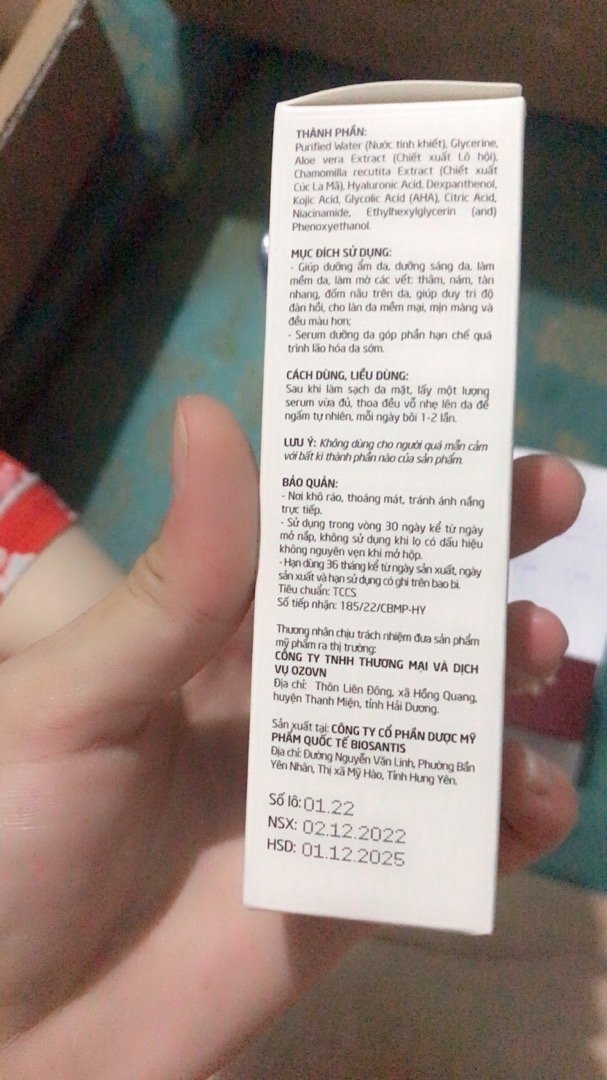 THÀNH PHẦN:
Purified Water (Nước tinh khiết), Glycerine,
Aloe vera Extract (Chiết xuất Lô hội),
Chamomilla recutita Extract (Chiết xuất
Cúc La Mã), Hyaluronic Acid, Dexpanthenol,
Kojic Acid, Glycolic Acid (AHA), Citric Acid,
Niacinamide, Ethylhexylglycerin (and)
Phenoxyethanol.
MỤC ĐÍCH SỬ DỤNG:
- Giúp dưỡng ẩm da, dưỡng sáng da, làm
mềm da, làm mờ các vết: thâm, nám, tàn
nhang, đốm nâu trên da, giúp duy trì độ
đàn hồi, cho làn da mềm mại, mịn màng và
đều màu hơn;
- Serum dưỡng da góp phần hạn chế quá
trình lão hóa da sớm.
CÁCH DÙNG, LIỀU DÙNG:
Sau khi làm sạch da mặt, lấy một lượng
serum vừa đủ, thoa đều vỗ nhẹ lên da để
ngấm tự nhiên, mỗi ngày bôi 1-2 lần.
LƯU Ý: Không dùng cho người quá mẫn cảm
với bất kì thành phần nào của sản phẩm.
BẢO QUẢN:
- Nơi khô ráo, thoáng mát, tránh ánh nắng
trực tiếp.
- Sử dụng trong vòng 30 ngày kể từ ngày
mở nắp, không sử dụng khi lọ có dấu hiệu
không nguyên vẹn khi mở hộp.
- Hạn dùng 36 tháng kể từ ngày sản xuất, ngày
sản xuất và hạn sử dụng có ghi trên bao bì.
Tiêu chuẩn: TCCS
Số tiếp nhận: 185/22/CBMP-HY
Thương nhân chịu trách nhiệm đưa sản phẩm
mỹ phẩm ra thị trường:
CÔNG TY TNHH THƯƠNG MẠI VÀ DỊCH
VỤ OZOVN
Địa chỉ: Thôn Liên Đông, xã Hồng Quang,
huyện Thanh Miện, tỉnh Hải Dương.
Sản xuất tại: CÔNG TY CỔ PHẦN DƯỢC MỸ
PHẨM QUỐC TẾ BIOSANTIS
Địa chỉ: Đường Nguyễn Văn Linh, Phường Bần
Yên Nhân, Thị xã Mỹ Hào, Tỉnh Hưng Yên.
Số lô: 01.22
NSX: 02.12.2022
HSD: 01.12.2025